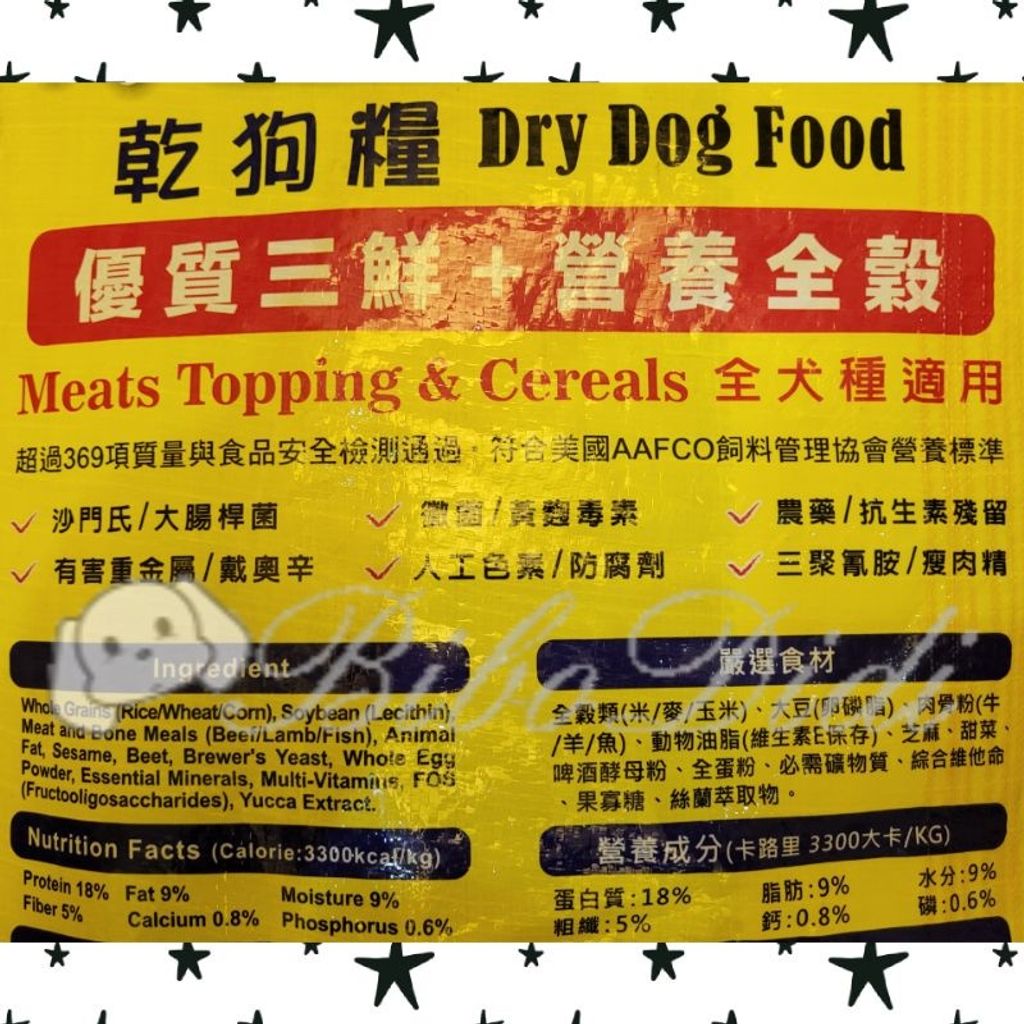 乾狗糧 Dry Dog Food
優質三鮮+營養全穀
Meats Topping & Cereals 全犬種適用
超過369項質量與食品安全檢測通過，符合美國AAFCO飼料管理協會營養標準
沙門氏/大腸桿菌 黴菌/黃麴毒素 農藥/抗生素殘留
有害重金屬/戴奧辛 人工色素/防腐劑 三聚氰胺/瘦肉精
Bibo Didi
Ingredient
Whole Grains (Rice/Wheat/Corn), Soybean (Lecithin),
Meat and Bone Meals (Beef/Lamb/Fish), Animal
Fat, Sesame, Beet, Brewer's Yeast, Whole Egg
Powder, Essential Minerals, Multi-Vitamins, FOS
(Fructooligosaccharides), Yucca Extract.
Nutrition Facts (Calorie:3300kcal/kg)
Protein 18% Fat 9% Moisture 9%
Fiber 5% Calcium 0.8% Phosphorus 0.6%
嚴選食材
全穀類(米/麥/玉米)、大豆(卵磷脂)、肉骨粉(牛
/羊/魚)、動物油脂(維生素E保存)、芝麻、甜菜、
啤酒酵母粉、全蛋粉、必需礦物質、綜合維他命
、果寡糖、絲蘭萃取物。
營養成分(卡路里 3300大卡/KG)
蛋白質:18% 脂肪:9% 水分:9%
粗纖:5% 鈣:0.8% 磷:0.6%